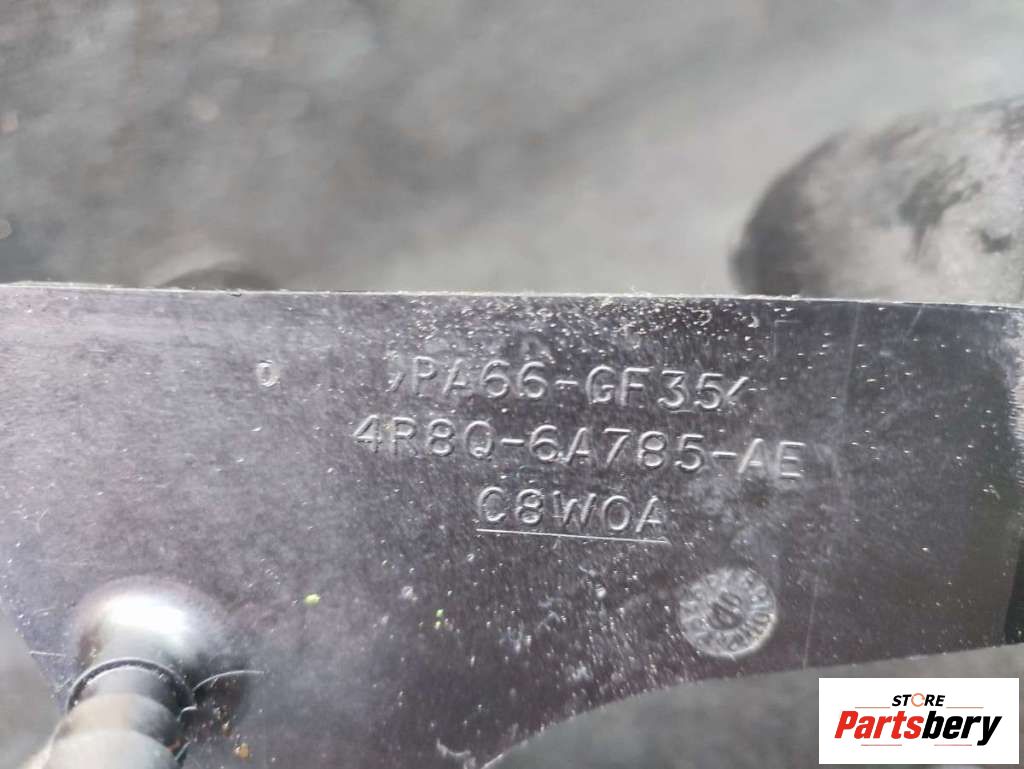 >PA66-GF35<
4R8Q-6A785-AE
C8W0A
STORE
Partsbery